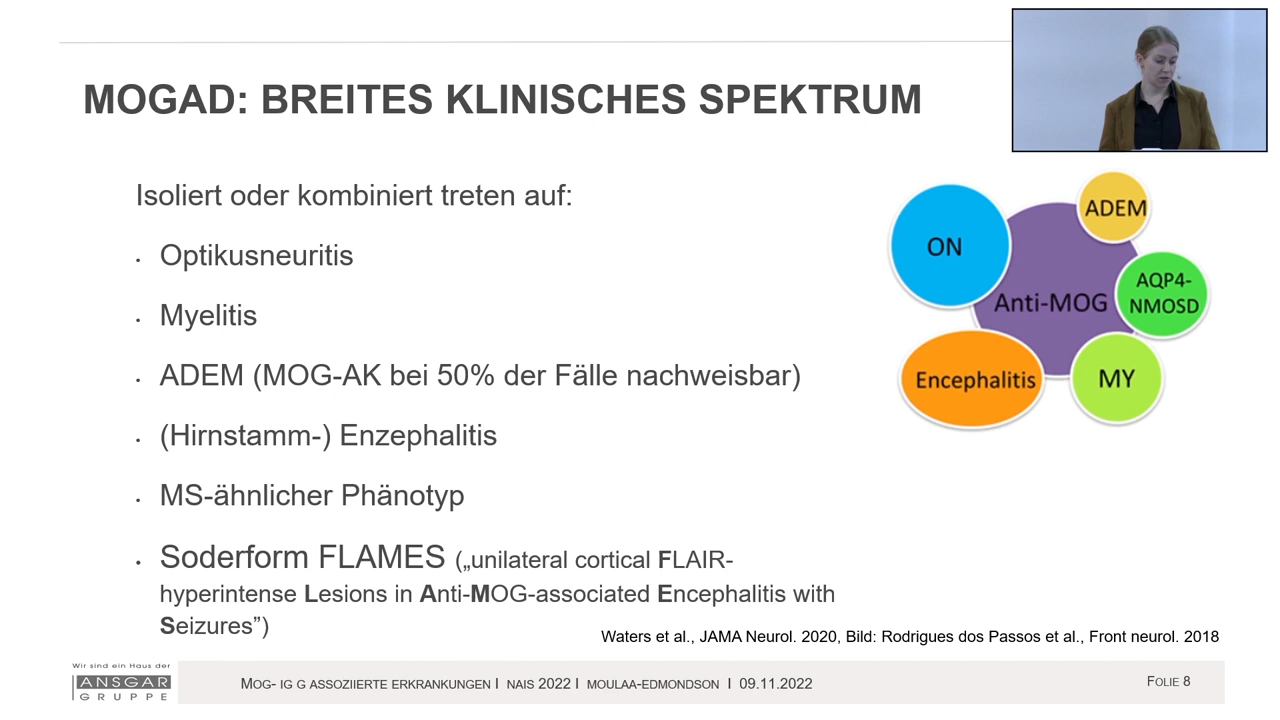 MOGAD: BREITES KLINISCHES SPEKTRUM
Isoliert oder kombiniert treten auf:
• Optikusneuritis
• Myelitis
• ADEM (MOG-AK bei 50% der Fälle nachweisbar)
• (Hirnstamm-) Enzephalitis
• MS-ähnlicher Phänotyp
• Soderform FLAMES („unilateral cortical FLAIR-
hyperintense Lesions in Anti-MOG-associated Encephalitis with
Seizures”)
ADEM
ON
AQP4-
NMOSD
Anti-MOG
Encephalitis
MY
Waters et al., JAMA Neurol. 2020, Bild: Rodrigues dos Passos et al., Front neurol. 2018
Wir sind ein Haus der
ANSGAR
GRUPPE
MOG- IG G ASSOZIIERTE ERKRANKUNGEN I NAIS 2022 I MOULAA-EDMONDSON I 09.11.2022
FOLIE 8